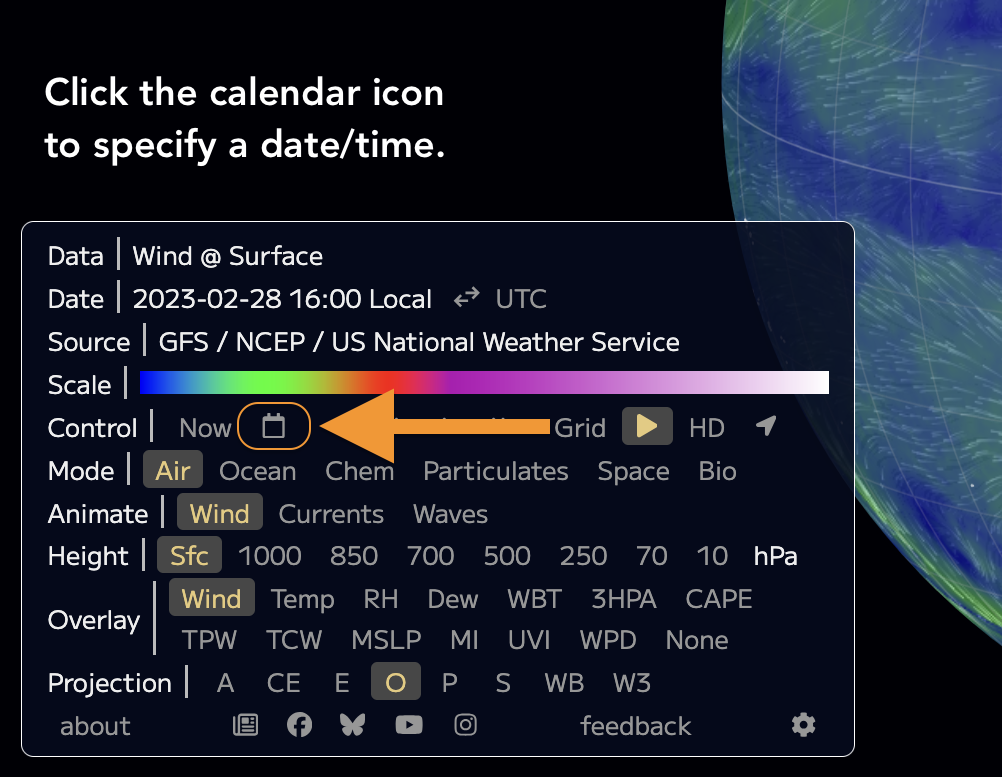 Click the calendar icon
to specify a date/time.
Data | Wind @ Surface
Date | 2023-02-28 16:00 Local ⇄ UTC
Source | GFS / NCEP / US National Weather Service
Scale |
Control | Now Grid HD
Mode | Air Ocean Chem Particulates Space Bio
Animate | Wind Currents Waves
Height | Sfc 1000 850 700 500 250 70 10 hPa
Overlay | Wind Temp RH Dew WBT 3HPA CAPE
TPW TCW MSLP MI UVI WPD None
Projection | A CE E O P S WB W3
about feedback